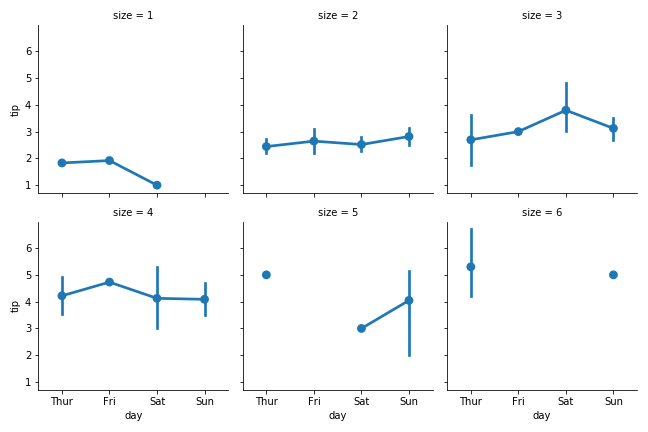 size = 1
size = 2
size = 3
6
5
4
3
2
1
tip
size = 4
size = 5
size = 6
6
5
4
3
2
1
tip
Thur Fri Sat Sun
Thur Fri Sat Sun
Thur Fri Sat Sun
day
day
day